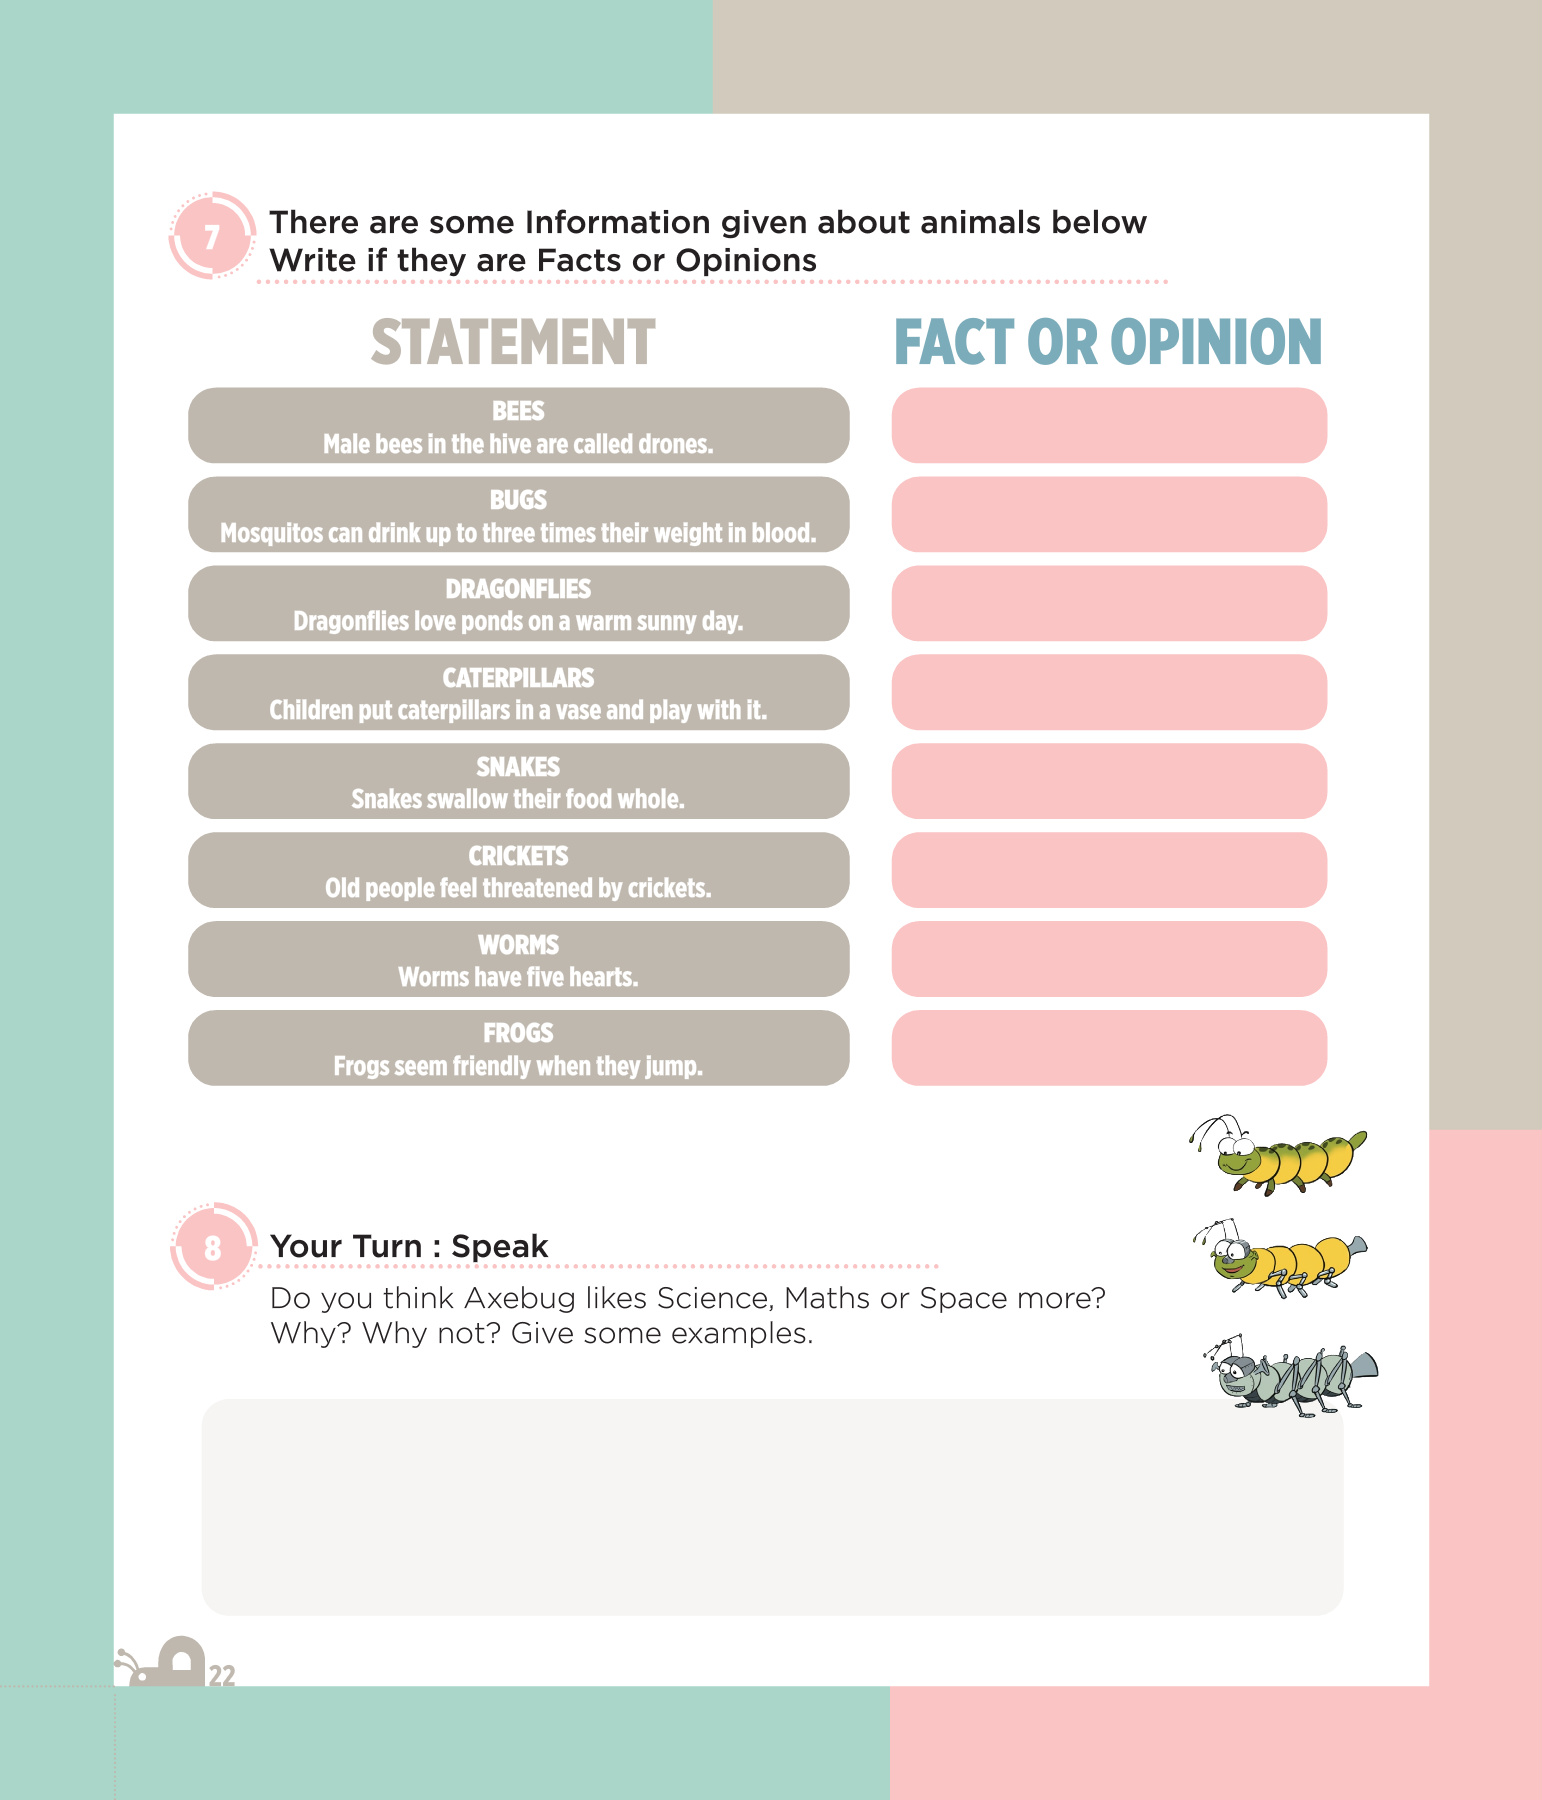 7
There are some Information given about animals below
Write if they are Facts or Opinions
STATEMENT
FACT OR OPINION
BEES
Male bees in the hive are called drones.
BUGS
Mosquitos can drink up to three times their weight in blood.
DRAGONFLIES
Dragonflies love ponds on a warm sunny day.
CATERPILLARS
Children put caterpillars in a vase and play with it.
SNAKES
Snakes swallow their food whole.
CRICKETS
Old people feel threatened by crickets.
WORMS
Worms have five hearts.
FROGS
Frogs seem friendly when they jump.
8
Your Turn : Speak
Do you think Axebug likes Science, Maths or Space more?
Why? Why not? Give some examples.
22